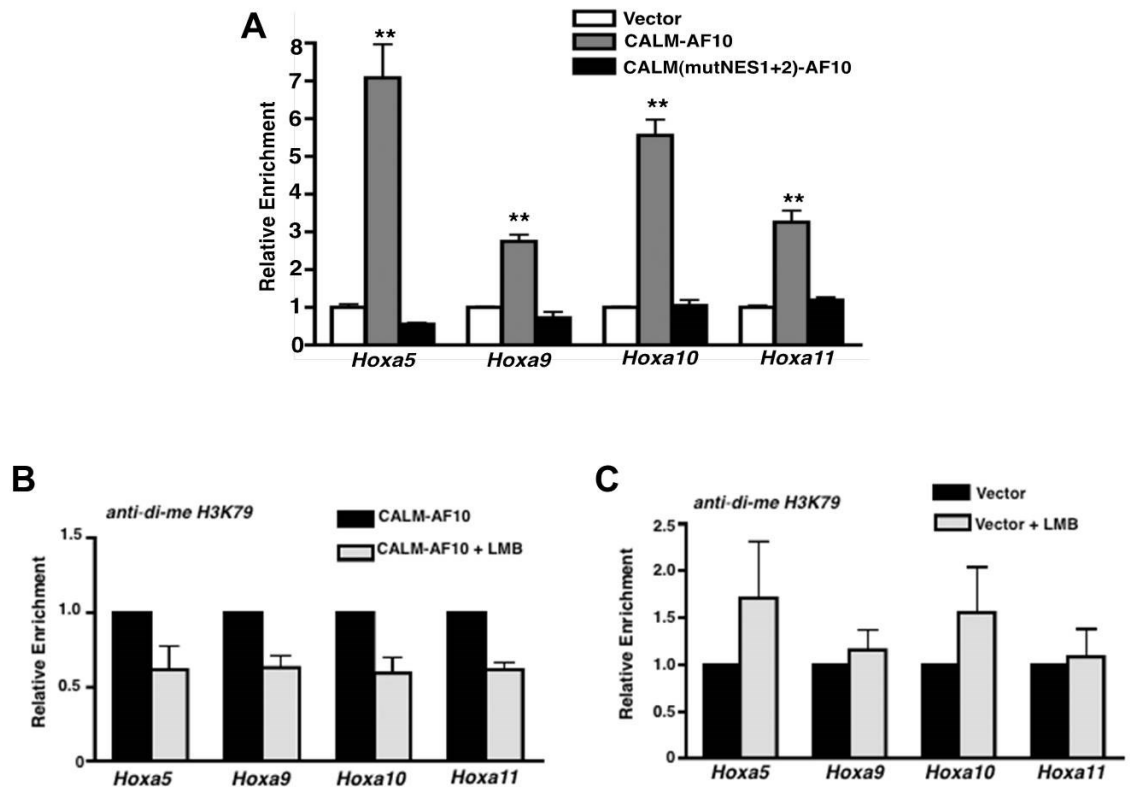 A
Vector
CALM-AF10
CALM(mutNES1+2)-AF10
Relative Enrichment
8
7
6
5
4
3
2
1
0
**
**
**
**
Hoxa5 Hoxa9 Hoxa10 Hoxa11
B
anti-di-me H3K79
CALM-AF10
CALM-AF10 + LMB
Relative Enrichment
1.5
1.0
0.5
0
Hoxa5 Hoxa9 Hoxa10 Hoxa11
C
anti-di-me H3K79
Vector
Vector + LMB
Relative Enrichment
2.5
2.0
1.5
1.0
0.5
0
Hoxa5 Hoxa9 Hoxa10 Hoxa11